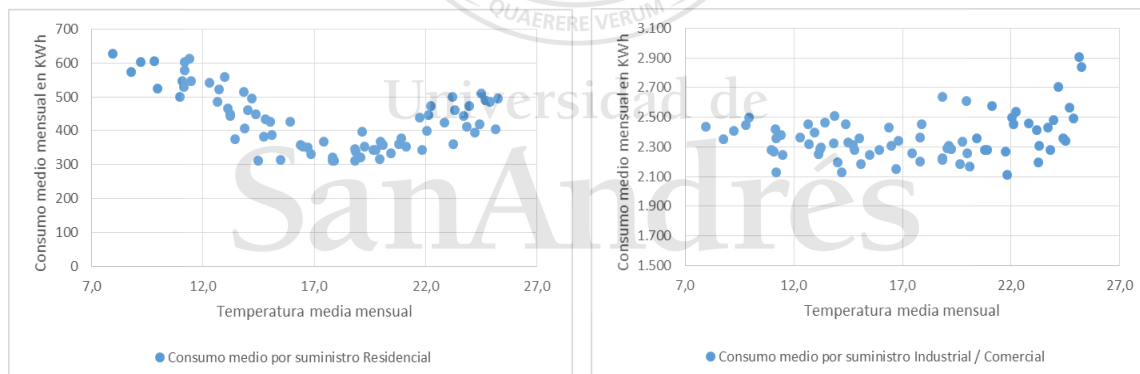 QUAERERE VERUM
Universidad de
SanAndrés
Consumo medio mensual en KWh
700
600
500
400
300
200
100
0
7,0 12,0 17,0 22,0 27,0
Temperatura media mensual
Consumo medio por suministro Residencial
Consumo medio mensual en KWh
3.100
2.900
2.700
2.500
2.300
2.100
1.900
1.700
1.500
7,0 12,0 17,0 22,0 27,0
Temperatura media mensual
Consumo medio por suministro Industrial / Comercial